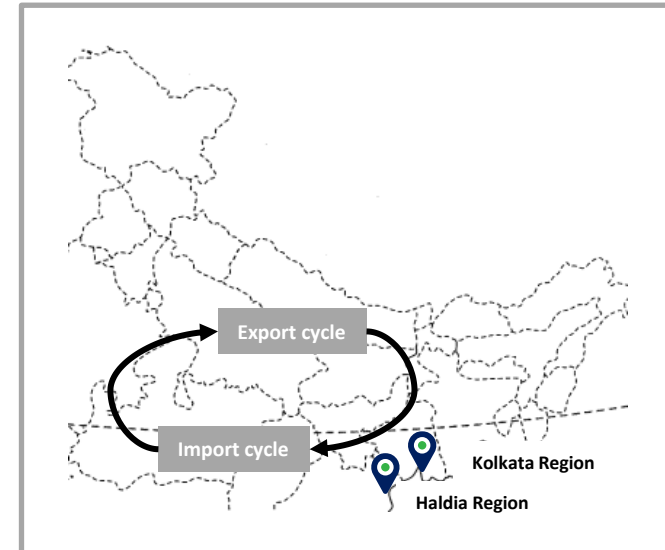 Export cycle
Import cycle
Kolkata Region
Haldia Region